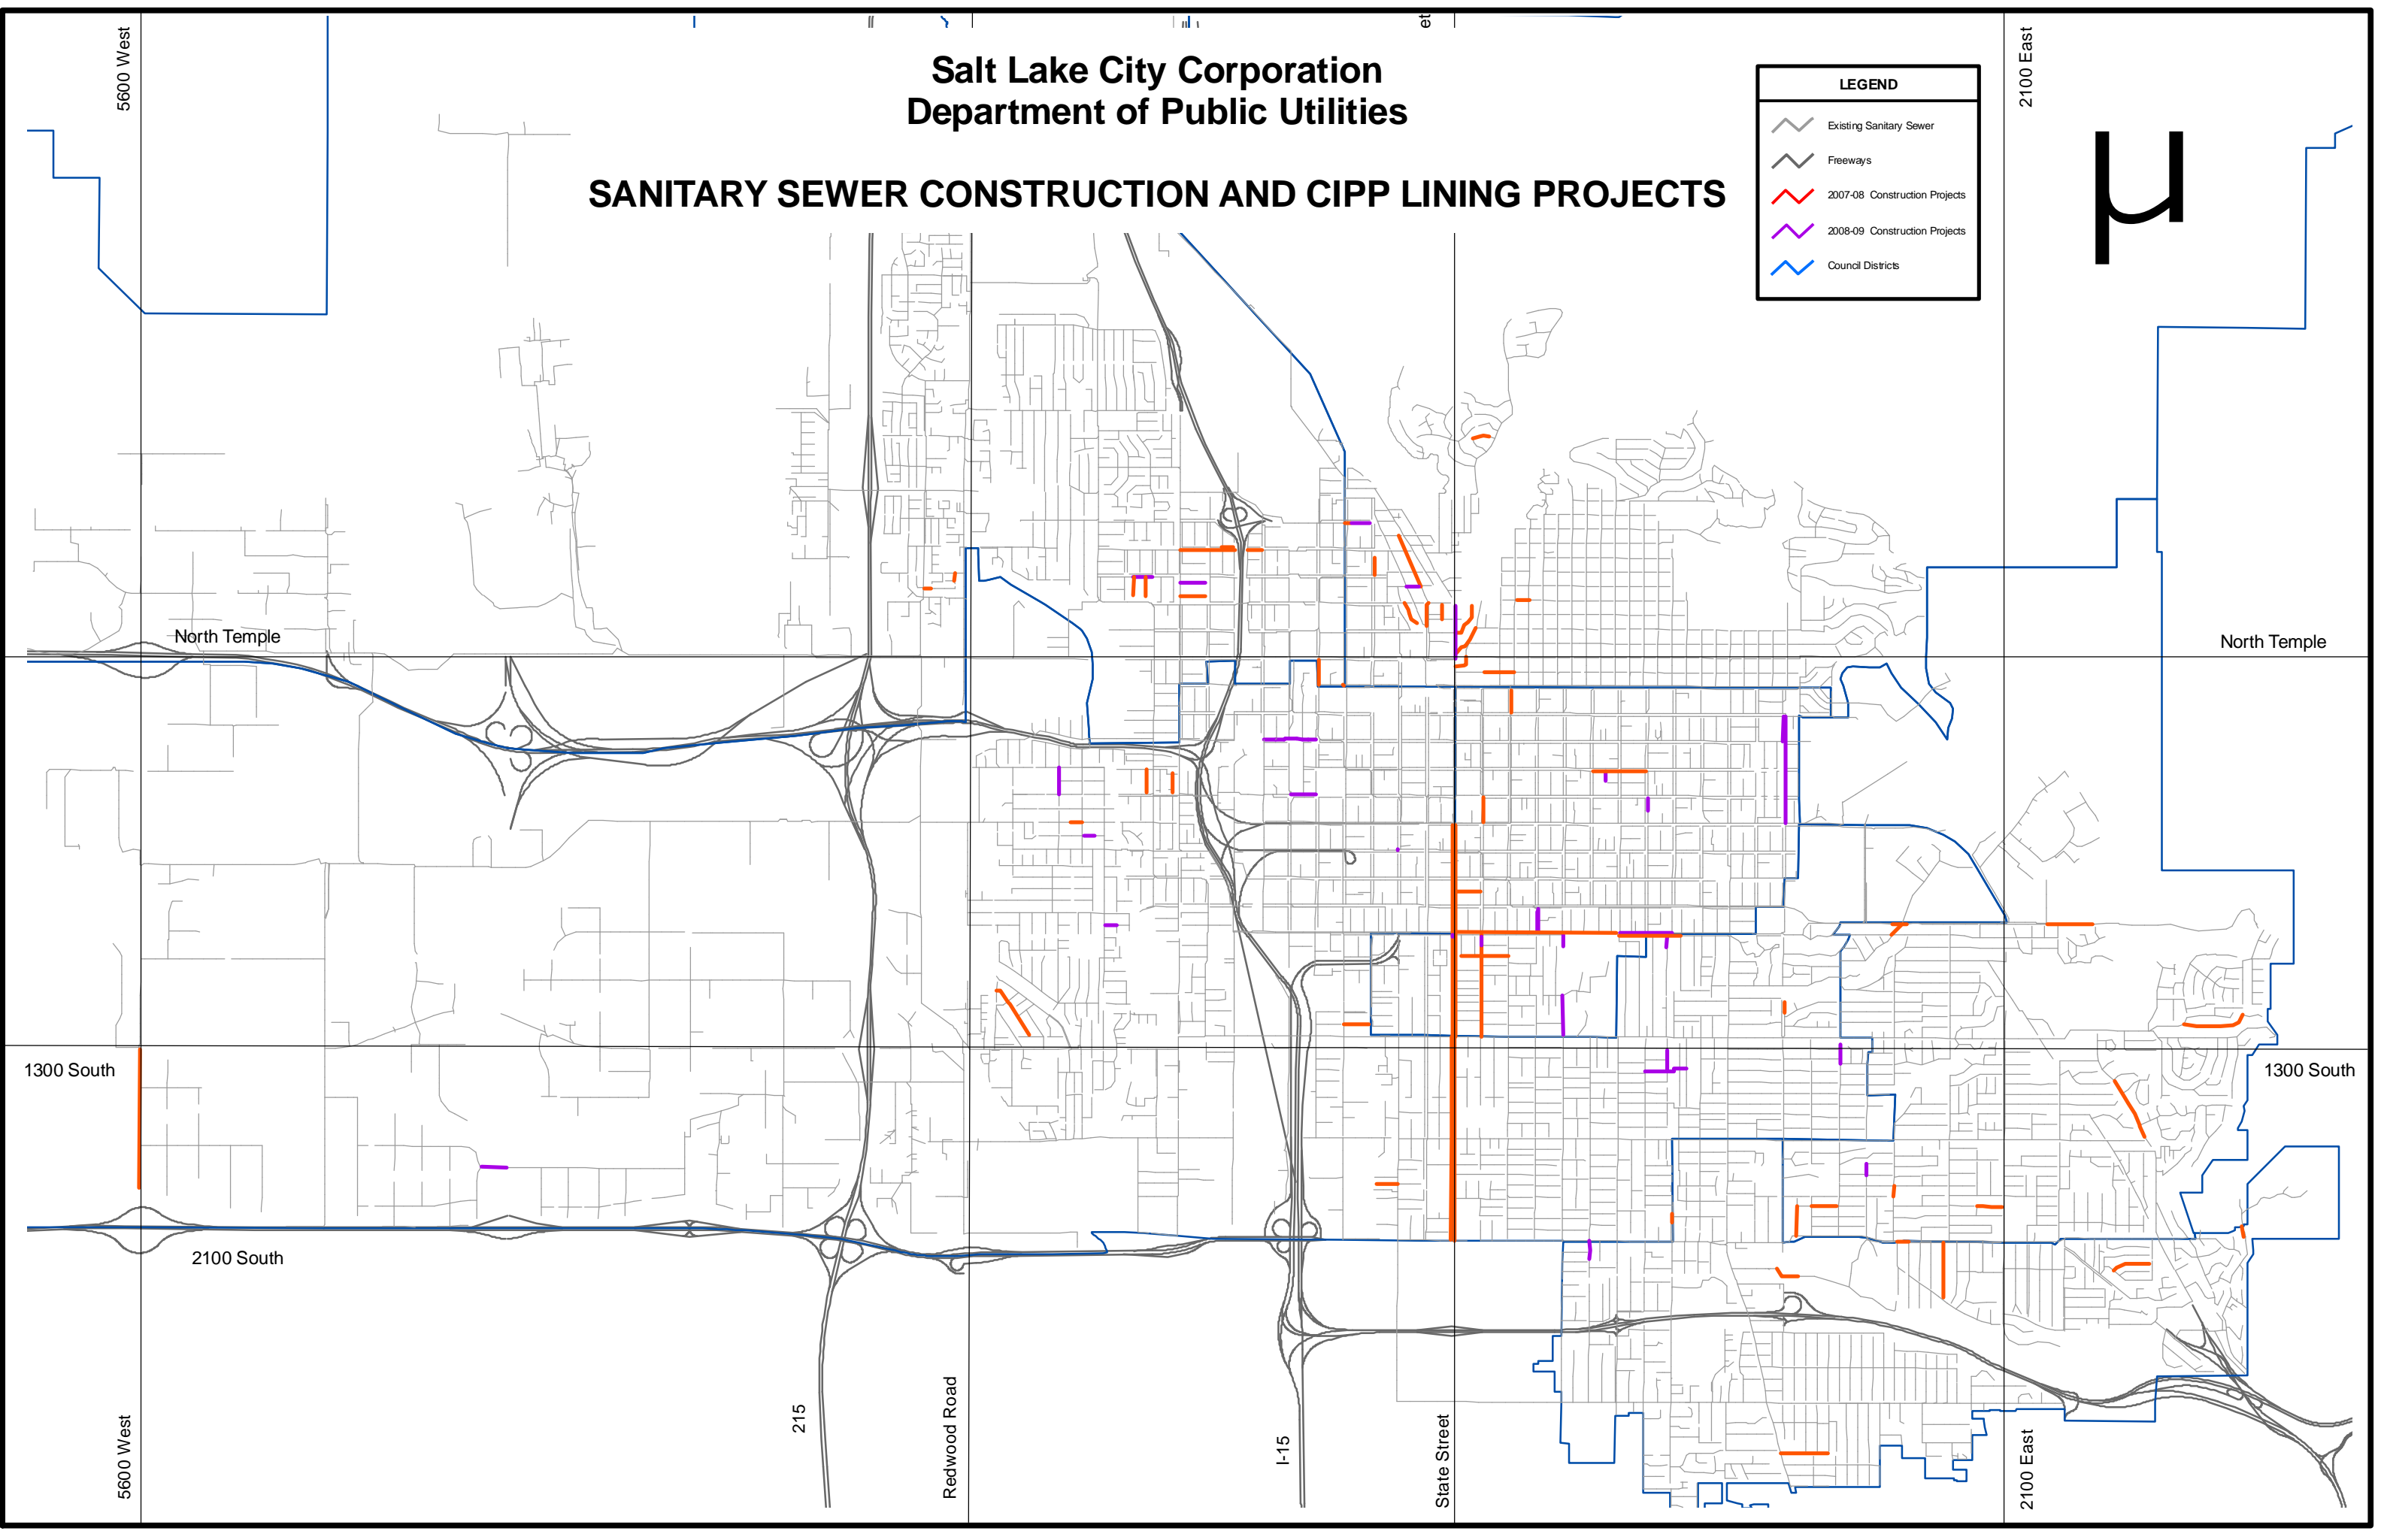 5600 West
et
2100 East
Salt Lake City Corporation
Department of Public Utilities
SANITARY SEWER CONSTRUCTION AND CIPP LINING PROJECTS
LEGEND
Existing Sanitary Sewer
Freeways
2007-08 Construction Projects
2008-09 Construction Projects
Council Districts
µ
North Temple
North Temple
1300 South
1300 South
2100 South
5600 West
215
Redwood Road
I-15
State Street
2100 East